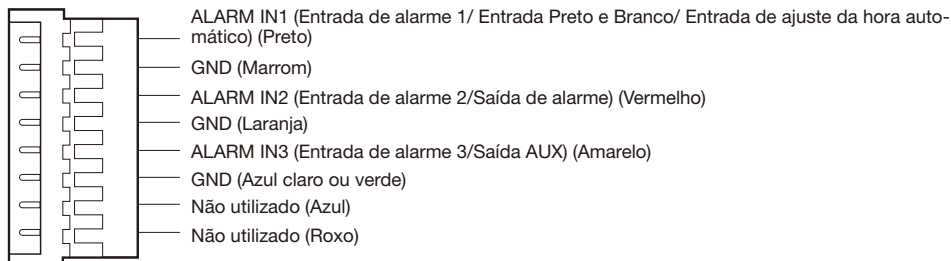 ALARM IN1 (Entrada de alarme 1/ Entrada Preto e Branco/ Entrada de ajuste da hora auto-
mático) (Preto)
GND (Marrom)
ALARM IN2 (Entrada de alarme 2/Saída de alarme) (Vermelho)
GND (Laranja)
ALARM IN3 (Entrada de alarme 3/Saída AUX) (Amarelo)
GND (Azul claro ou verde)
Não utilizado (Azul)
Não utilizado (Roxo)